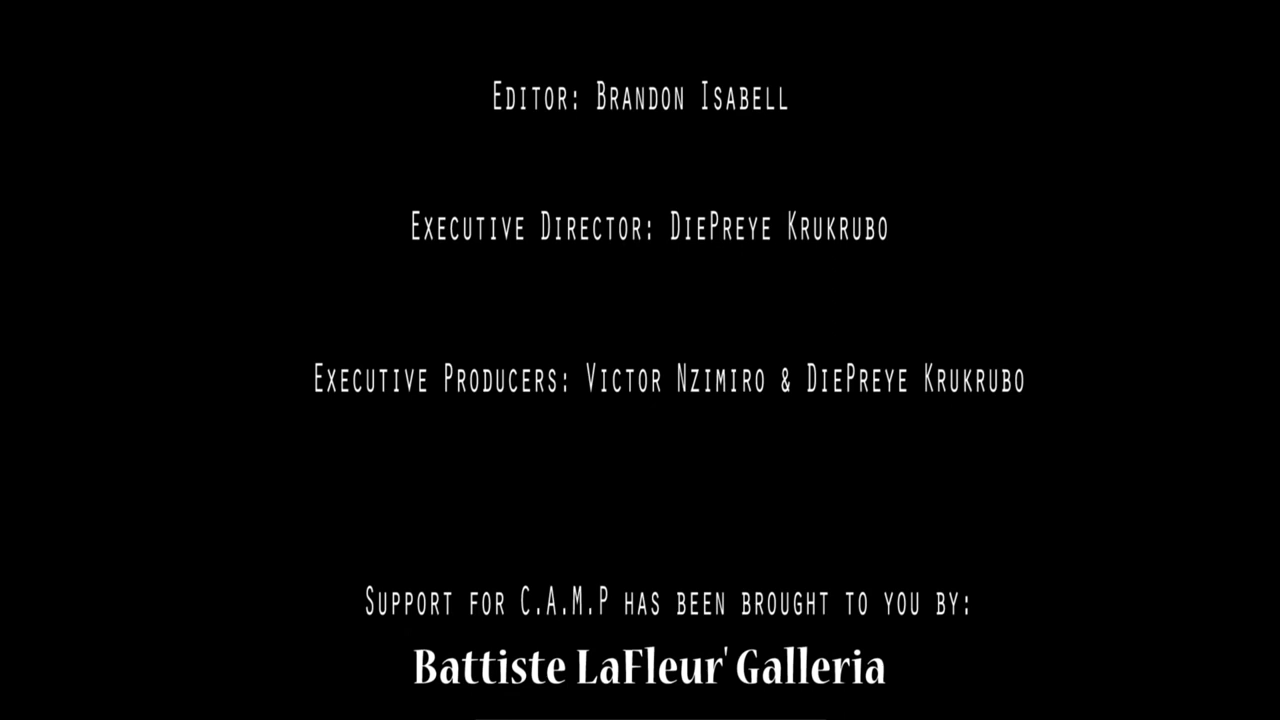 Editor: Brandon Isabell
Executive Director: DiePreye Krukrubo
Executive Producers: Victor Nzimiro & DiePreye Krukrubo
Support for C.A.M.P has been brought to you by:
Battiste LaFleur' Galleria